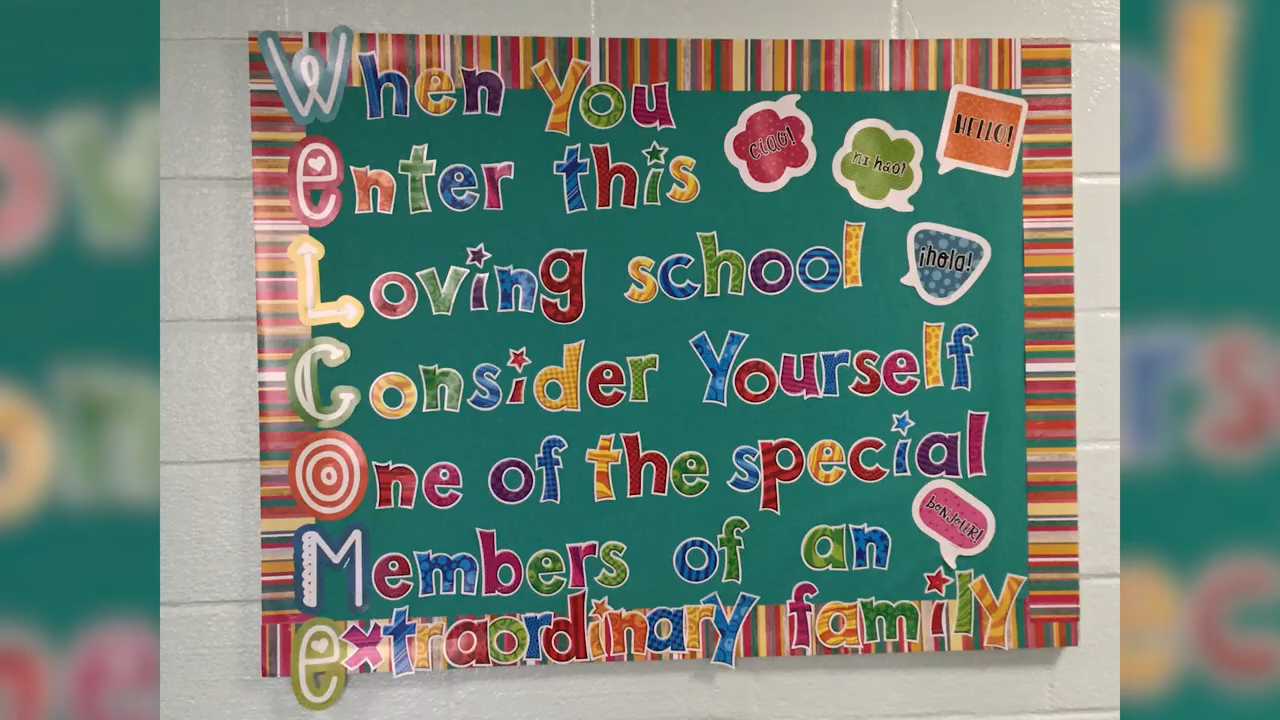 When You
enter this
Loving school
Consider Yourself
One of the special
Members of an
extraordinary family
ciao!
ni hao!
HELLO!
¡hola!
BONJOUR!